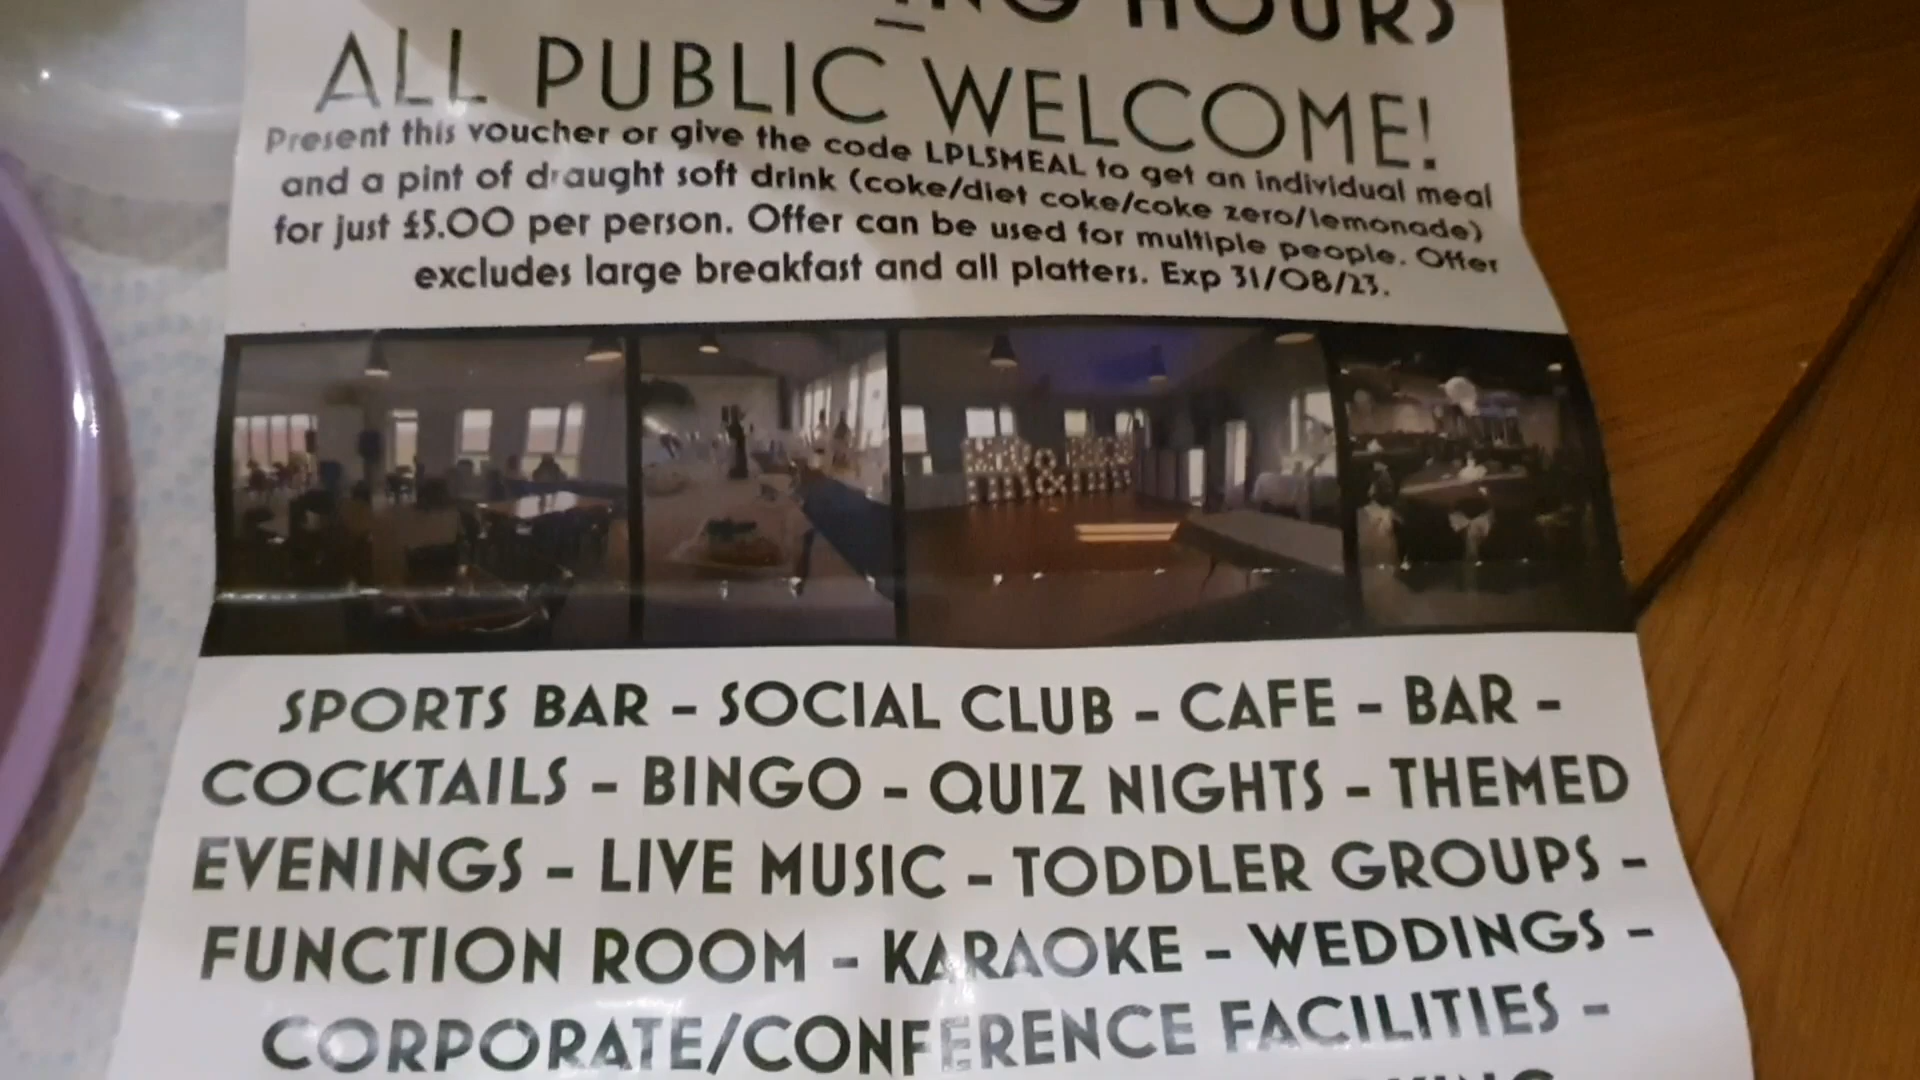 HOURS
ALL PUBLIC WELCOME!
Present this voucher or give the code LPLSMEAL to get an individual meal
and a pint of draught soft drink (coke/diet coke/coke zero/lemonade)
for just £5.00 per person. Offer can be used for multiple people. Offer
excludes large breakfast and all platters. Exp 31/08/23.
SPORTS BAR - SOCIAL CLUB - CAFE - BAR -
COCKTAILS - BINGO - QUIZ NIGHTS - THEMED
EVENINGS - LIVE MUSIC - TODDLER GROUPS -
FUNCTION ROOM - KARAOKE - WEDDINGS -
CORPORATE/CONFERENCE FACILITIES -